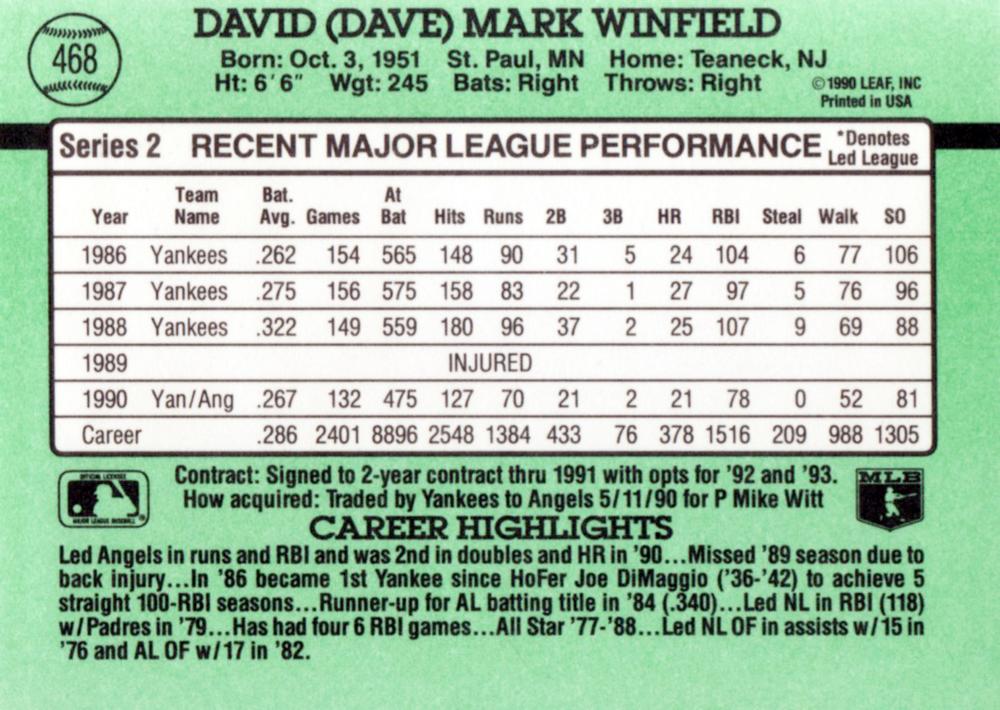 DAVID (DAVE) MARK WINFIELD
468
Born: Oct. 3, 1951 St. Paul, MN Home: Teaneck, NJ
Ht: 6'6" Wgt: 245 Bats: Right Throws: Right
©1990 LEAF, INC
Printed in USA
Series 2 RECENT MAJOR LEAGUE PERFORMANCE *Denotes Led League
Year Team Name Bat. Avg. Games At Bat Hits Runs 2B 3B HR RBI Steal Walk SO
1986 Yankees .262 154 565 148 90 31 5 24 104 6 77 106
1987 Yankees .275 156 575 158 83 22 1 27 97 5 76 96
1988 Yankees .322 149 559 180 96 37 2 25 107 9 69 88
1989 INJURED
1990 Yan/Ang .267 132 475 127 70 21 2 21 78 0 52 81
Career .286 2401 8896 2548 1384 433 76 378 1516 209 988 1305
OFFICIAL LICENSEE
MAJOR LEAGUE BASEBALL
Contract: Signed to 2-year contract thru 1991 with opts for '92 and '93.
How acquired: Traded by Yankees to Angels 5/11/90 for P Mike Witt
MLB
CAREER HIGHLIGHTS
Led Angels in runs and RBI and was 2nd in doubles and HR in '90...Missed '89 season due to
back injury...In '86 became 1st Yankee since HoFer Joe DiMaggio ('36-'42) to achieve 5
straight 100-RBI seasons...Runner-up for AL batting title in '84 (.340)...Led NL in RBI (118)
w/Padres in '79...Has had four 6 RBI games...All Star '77-'88...Led NL OF in assists w/15 in
'76 and AL OF w/17 in '82.